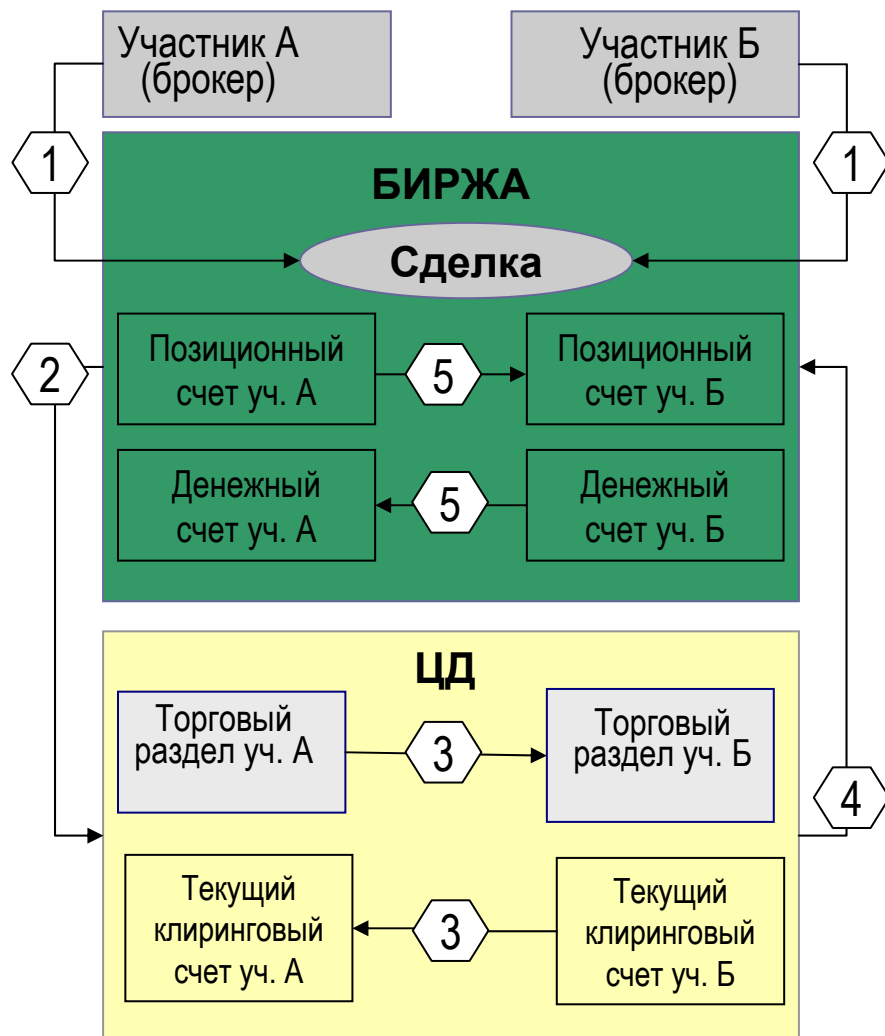 Участник А
(брокер)
Участник Б
(брокер)
1
1
БИРЖА
Сделка
2
Позиционный
счет уч. А
5
Позиционный
счет уч. Б
Денежный
счет уч. А
5
Денежный
счет уч. Б
ЦД
Торговый
раздел уч. А
3
Торговый
раздел уч. Б
4
Текущий
клиринговый
счет уч. А
3
Текущий
клиринговый
счет уч. Б